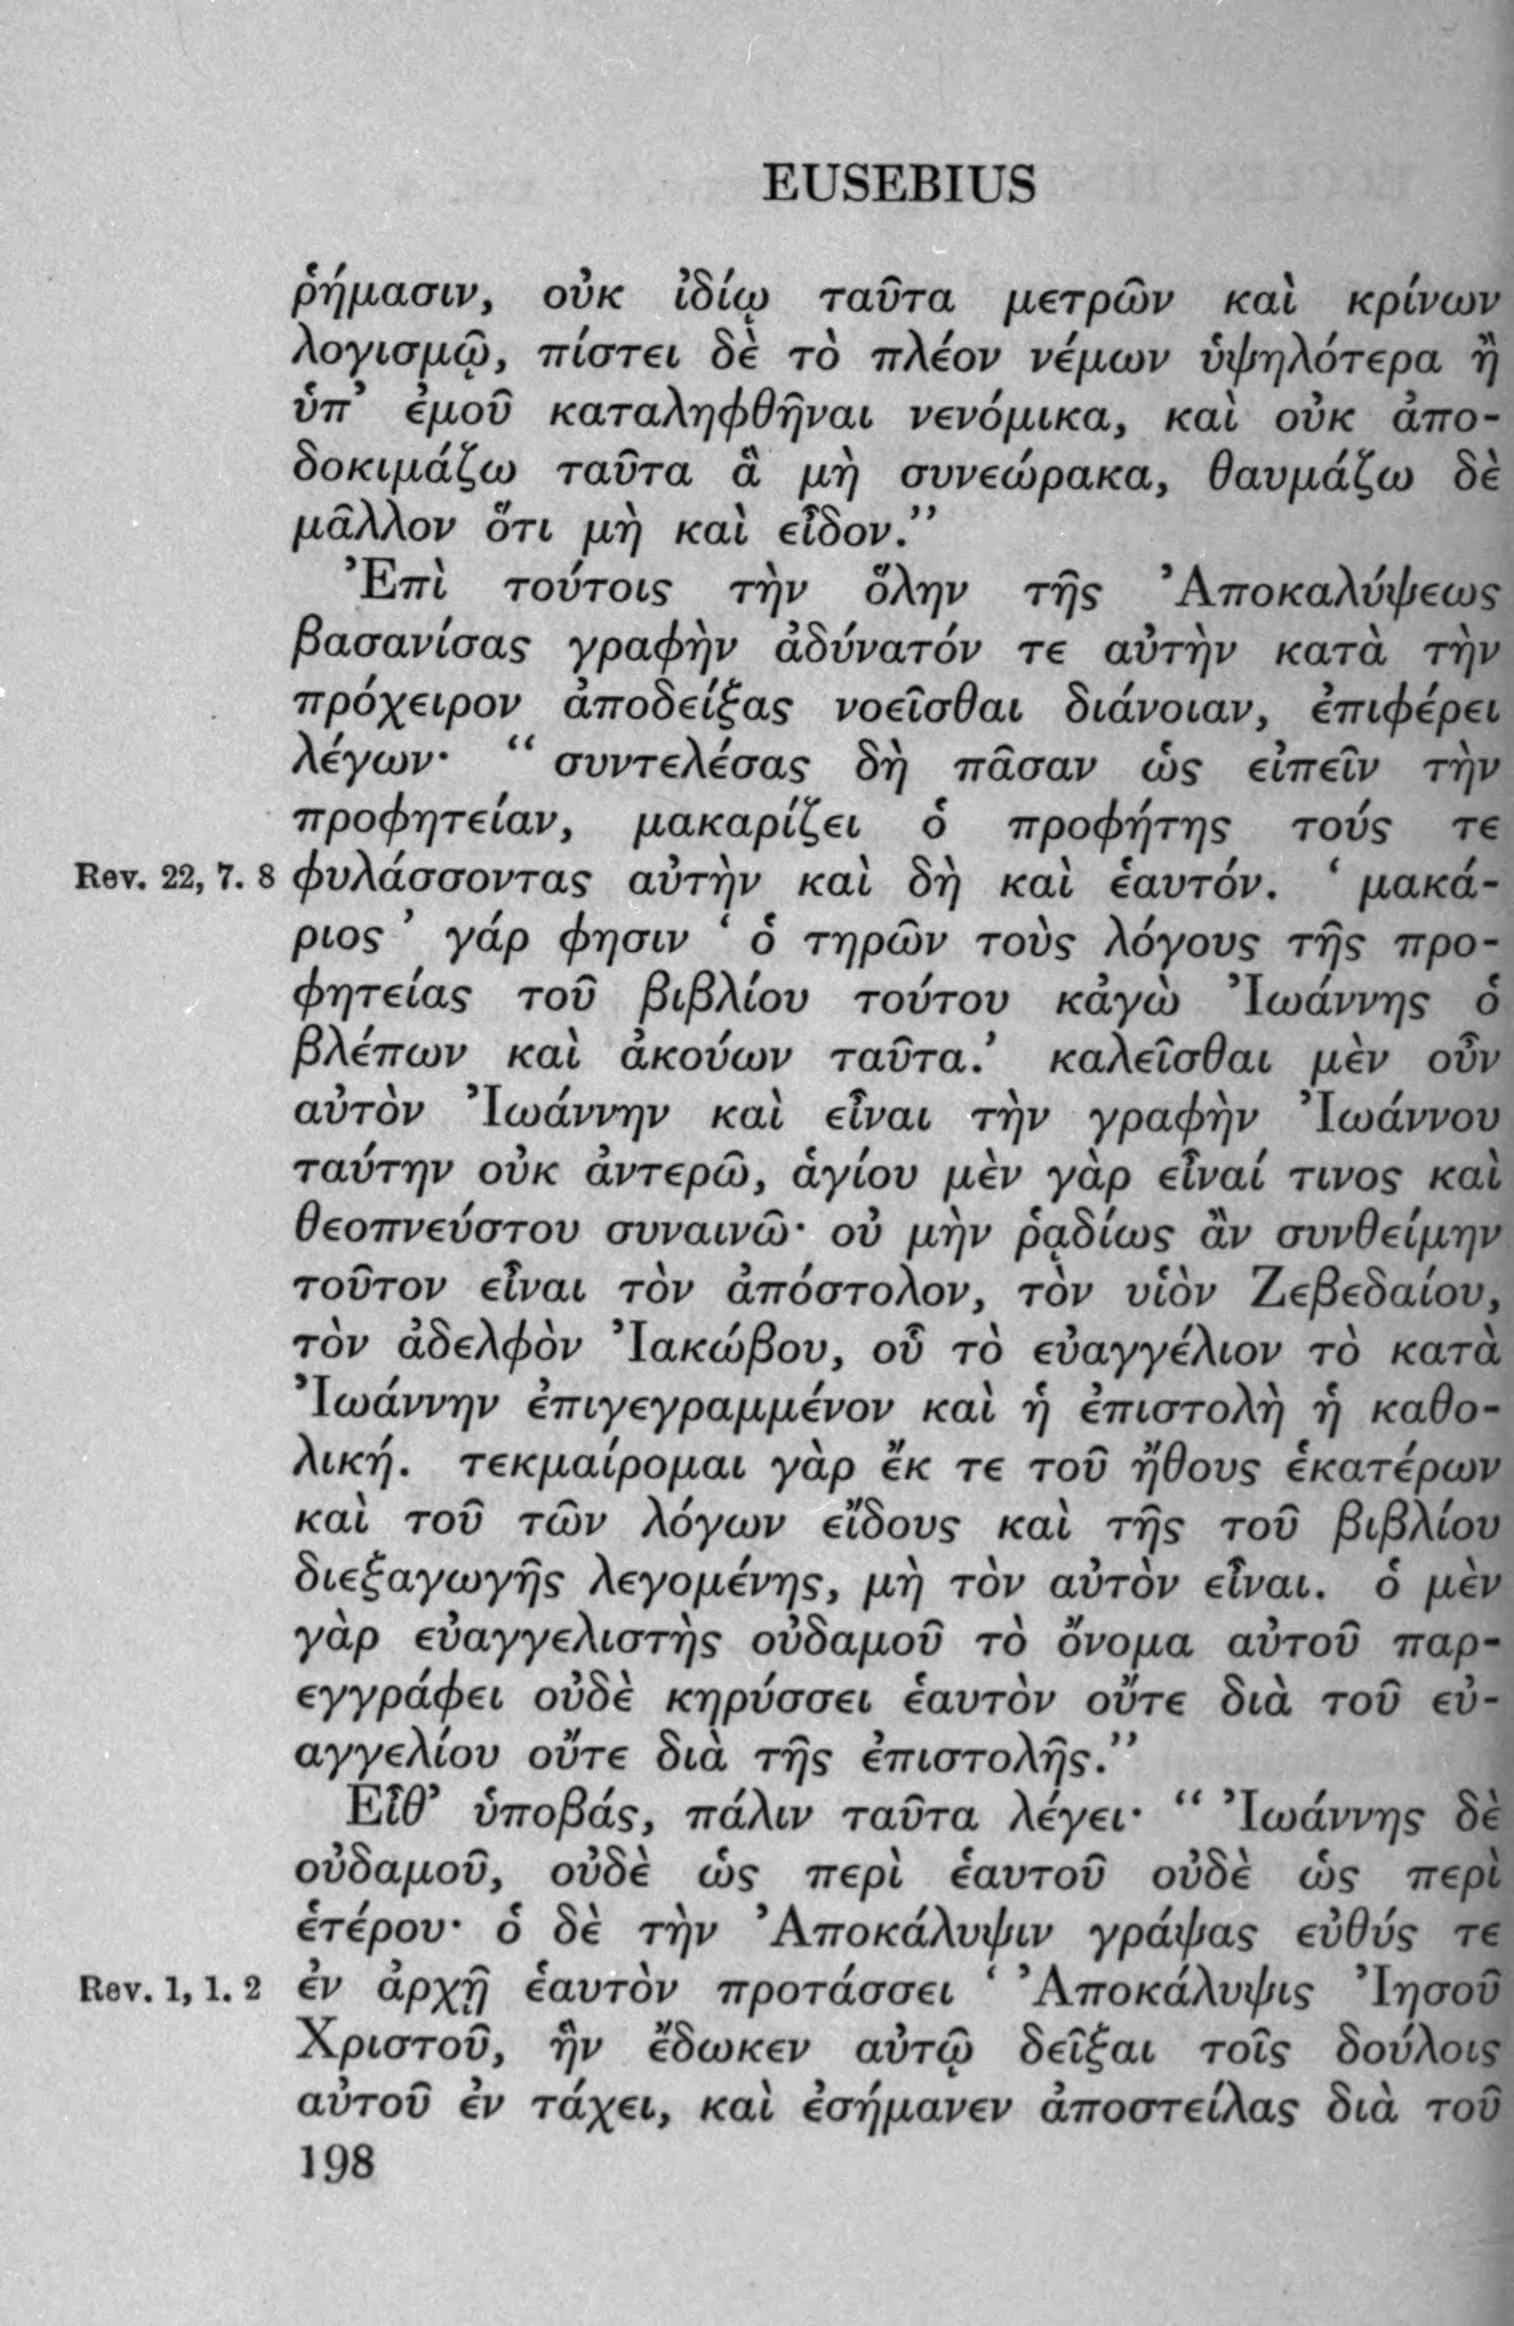 EUSEBIUS
ῥήμασιν, οὐκ ἰδίῳ ταῦτα μετρῶν καὶ κρίνων
λογισμῷ, πίστει δὲ τὸ πλέον νέμων ὑψηλότερα ἢ
ὑπ’ ἐμοῦ καταληφθῆναι νενόμικα, καὶ οὐκ ἀπο-
δοκιμάζω ταῦτα ἃ μὴ συνεώρακα, θαυμάζω δὲ
μᾶλλον ὅτι μὴ καὶ εἶδον.”
Ἐπὶ τούτοις τὴν ὅλην τῆς Ἀποκαλύψεως
βασανίσας γραφὴν ἀδύνατόν τε αὐτὴν κατὰ τὴν
πρόχειρον ἀποδείξας νοεῖσθαι διάνοιαν, ἐπιφέρει
λέγων· “ συντελέσας δὴ πᾶσαν ὡς εἰπεῖν τὴν
προφητείαν, μακαρίζει ὁ προφήτης τούς τε
Rev. 22, 7. 8 φυλάσσοντας αὐτὴν καὶ δὴ καὶ ἑαυτόν. ‘ μακά-
ριος ’ γάρ φησιν ‘ ὁ τηρῶν τοὺς λόγους τῆς προ-
φητείας τοῦ βιβλίου τούτου κἀγὼ Ἰωάννης ὁ
βλέπων καὶ ἀκούων ταῦτα.’ καλεῖσθαι μὲν οὖν
αὐτὸν Ἰωάννην καὶ εἶναι τὴν γραφὴν Ἰωάννου
ταύτην οὐκ ἀντερῶ, ἁγίου μὲν γὰρ εἶναί τινος καὶ
θεοπνεύστου συναινῶ· οὐ μὴν ῥᾳδίως ἂν συνθείμην
τοῦτον εἶναι τὸν ἀπόστολον, τὸν υἱὸν Ζεβεδαίου,
τὸν ἀδελφὸν Ἰακώβου, οὗ τὸ εὐαγγέλιον τὸ κατὰ
Ἰωάννην ἐπιγεγραμμένον καὶ ἡ ἐπιστολὴ ἡ καθο-
λική. τεκμαίρομαι γὰρ ἔκ τε τοῦ ἤθους ἑκατέρων
καὶ τοῦ τῶν λόγων εἴδους καὶ τῆς τοῦ βιβλίου
διεξαγωγῆς λεγομένης, μὴ τὸν αὐτὸν εἶναι. ὁ μὲν
γὰρ εὐαγγελιστὴς οὐδαμοῦ τὸ ὄνομα αὐτοῦ παρ-
εγγράφει οὐδὲ κηρύσσει ἑαυτὸν οὔτε διὰ τοῦ εὐ-
αγγελίου οὔτε διὰ τῆς ἐπιστολῆς.”
Εἶθ’ ὑποβάς, πάλιν ταῦτα λέγει· “ Ἰωάννης δὲ
οὐδαμοῦ, οὐδὲ ὡς περὶ ἑαυτοῦ οὐδὲ ὡς περὶ
ἑτέρου· ὁ δὲ τὴν Ἀποκάλυψιν γράψας εὐθύς τε
Rev. 1, 1. 2 ἐν ἀρχῇ ἑαυτὸν προτάσσει ‘ Ἀποκάλυψις Ἰησοῦ
Χριστοῦ, ἣν ἔδωκεν αὐτῷ δεῖξαι τοῖς δούλοις
αὐτοῦ ἐν τάχει, καὶ ἐσήμανεν ἀποστείλας διὰ τοῦ
198